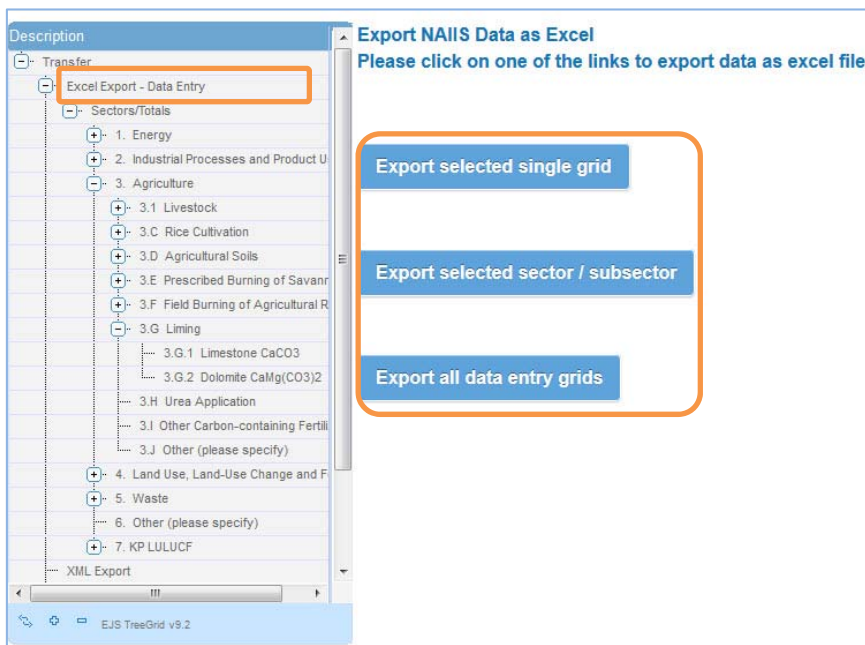 Description
Transfer
Excel Export - Data Entry
Sectors/Totals
1. Energy
2. Industrial Processes and Product U
3. Agriculture
3.1 Livestock
3.C Rice Cultivation
3.D Agricultural Soils
3.E Prescribed Burning of Savann
3.F Field Burning of Agricultural R
3.G Liming
3.G.1 Limestone CaCO3
3.G.2 Dolomite CaMg(CO3)2
3.H Urea Application
3.I Other Carbon-containing Fertili
3.J Other (please specify)
4. Land Use, Land-Use Change and F
5. Waste
6. Other (please specify)
7. KP LULUCF
XML Export
EJS TreeGrid v9.2
Export NAIIS Data as Excel
Please click on one of the links to export data as excel file
Export selected single grid
Export selected sector / subsector
Export all data entry grids